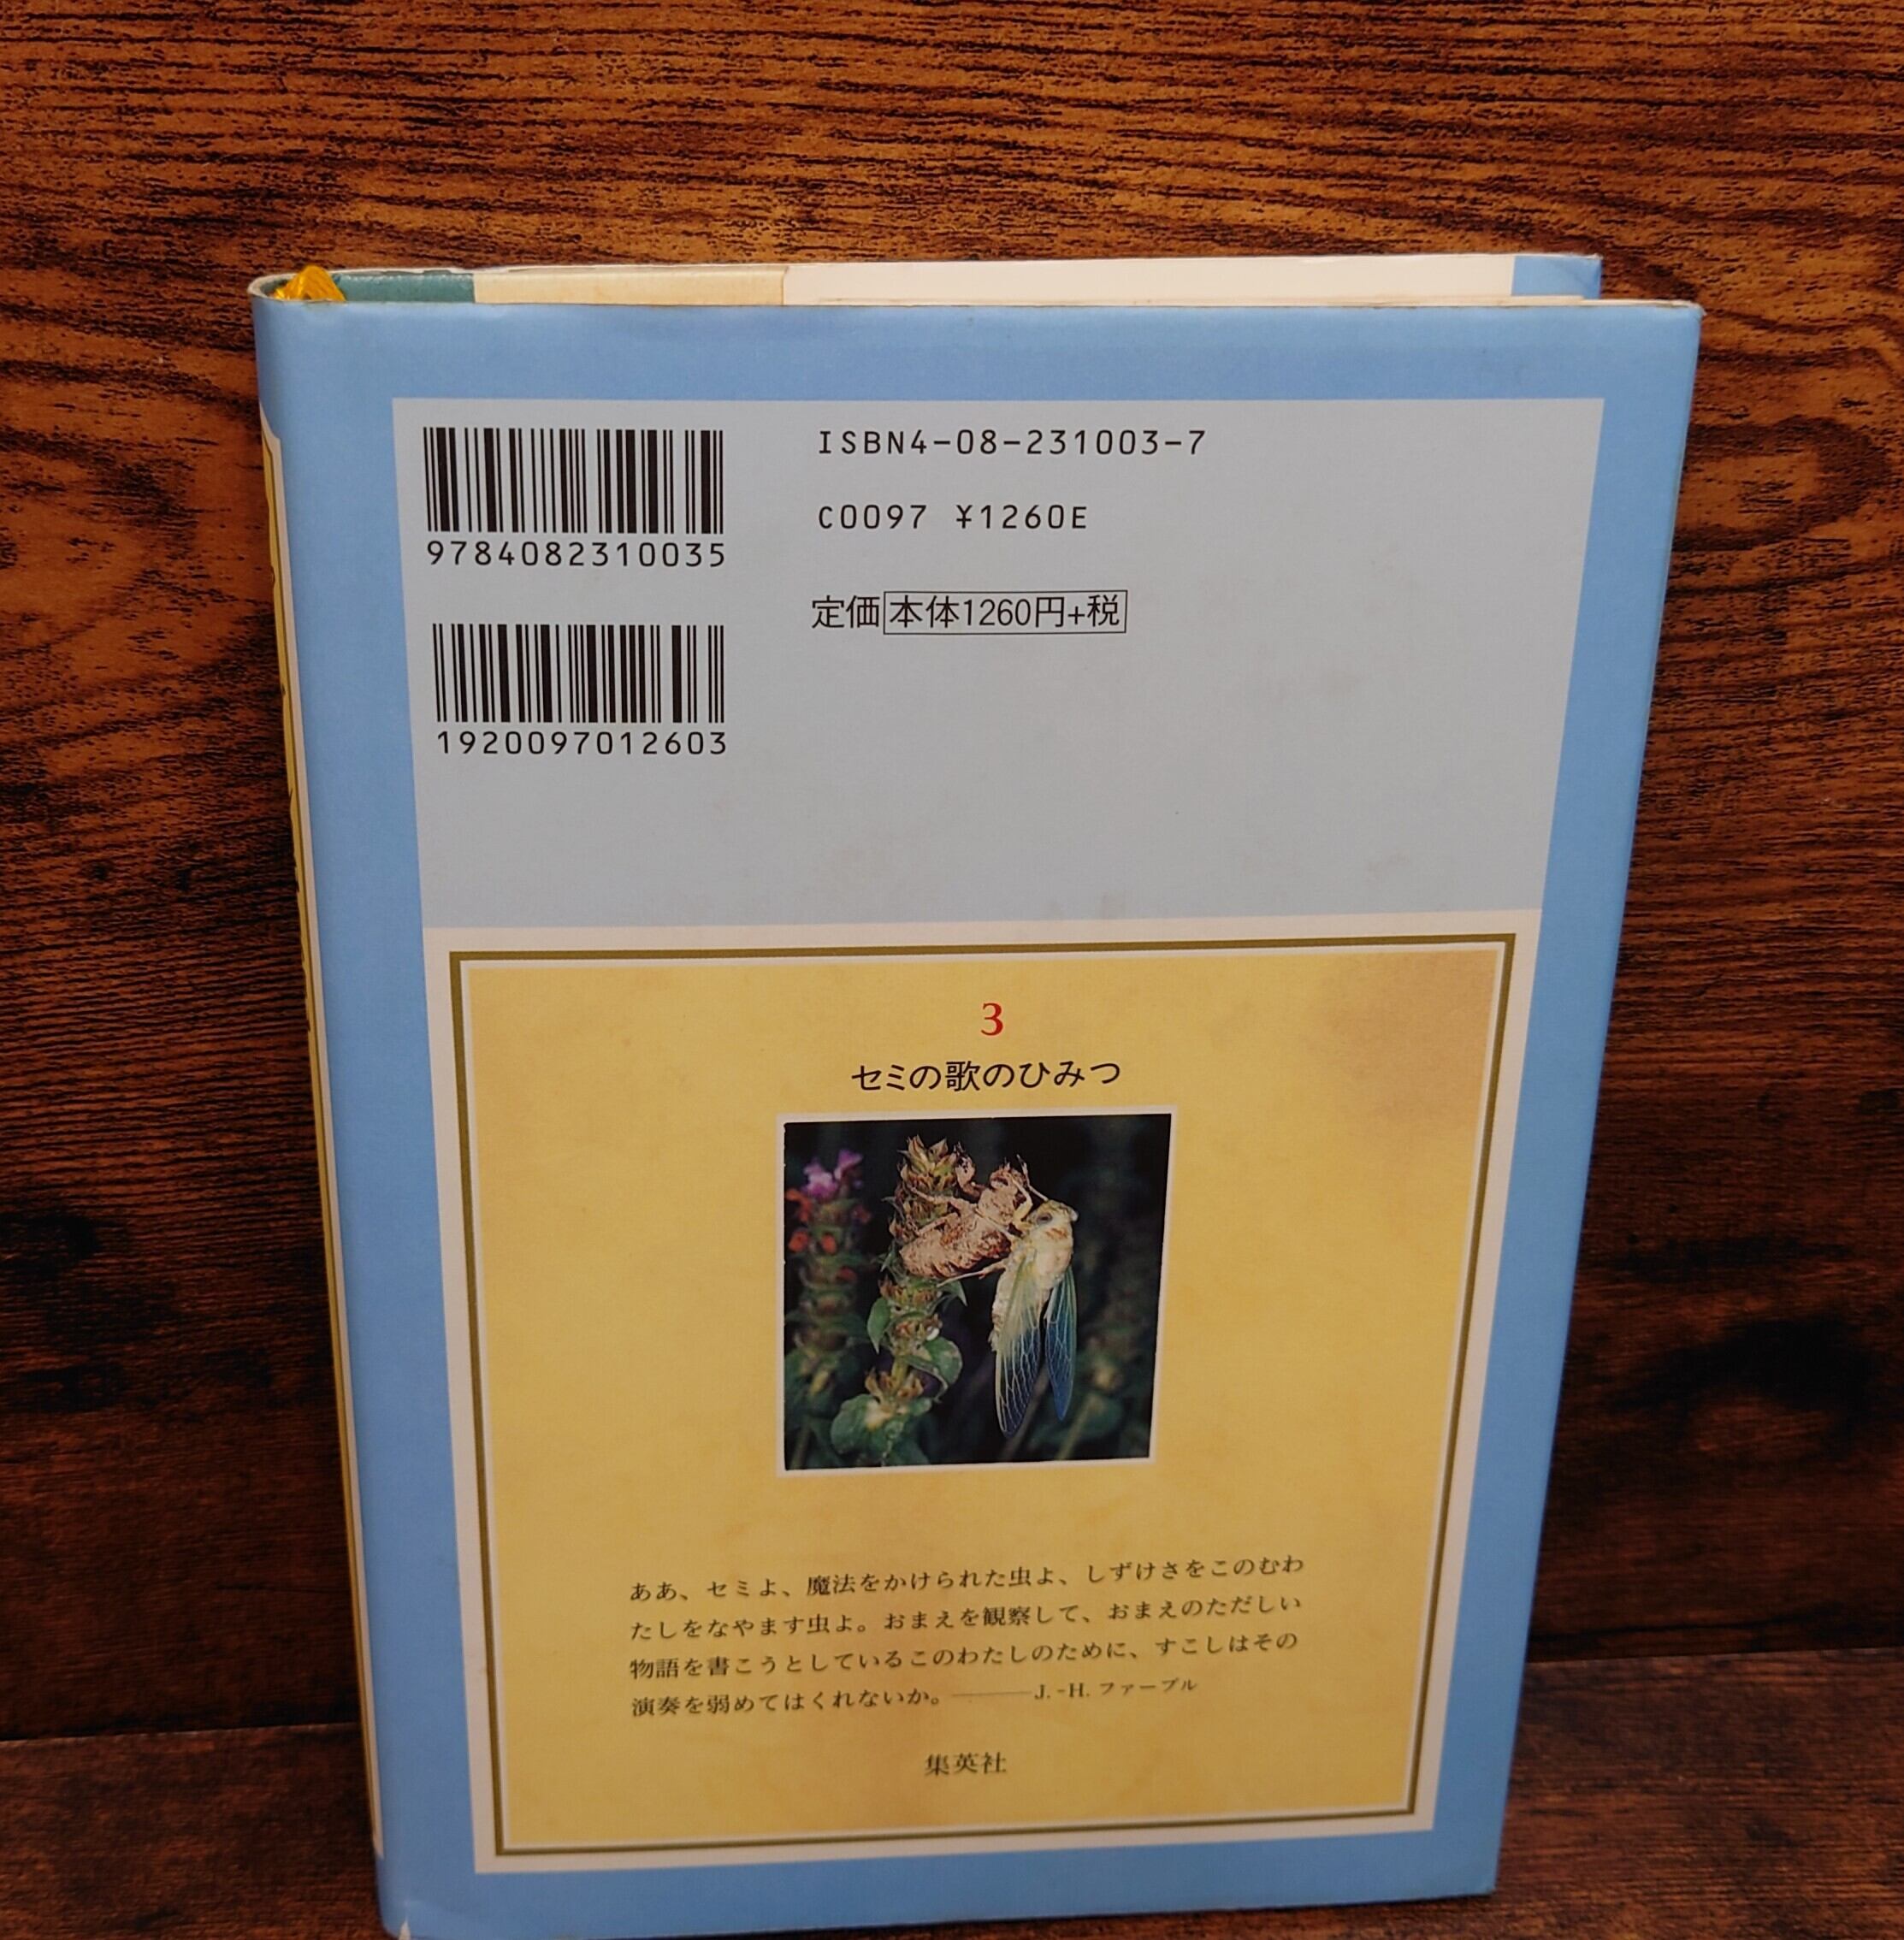 ISBN4-08-231003-7
C0097 ¥1260E
9784082310035
定価本体1260円+税
1920097012603
3
セミの歌のひみつ
ああ、セミよ、魔法をかけられた虫よ、しずけさをこのむわ
たしをなやます虫よ。おまえを観察して、おまえのただしい
物語を書こうとしているこのわたしのために、すこしはその
演奏を弱めてはくれないか。———J.-H. ファーブル
集英社